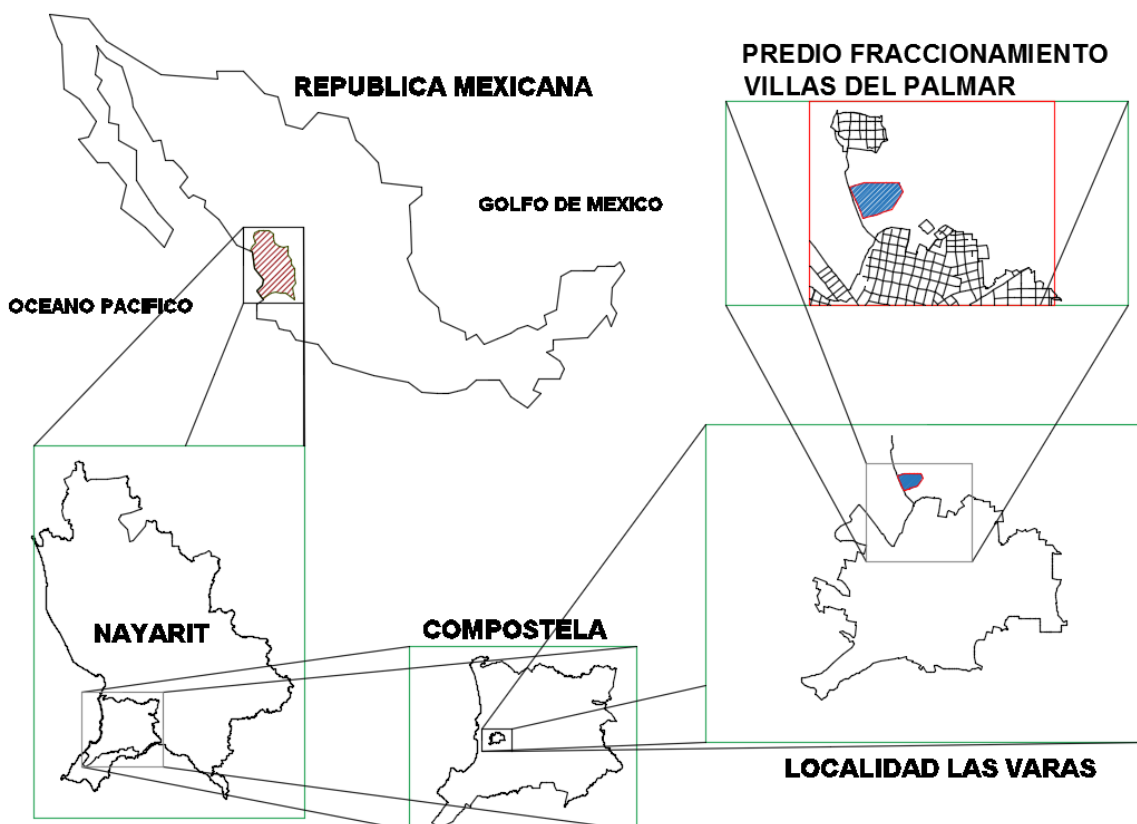 REPUBLICA MEXICANA
PREDIO FRACCIONAMIENTO
VILLAS DEL PALMAR
GOLFO DE MEXICO
OCEANO PACIFICO
NAYARIT
COMPOSTELA
LOCALIDAD LAS VARAS